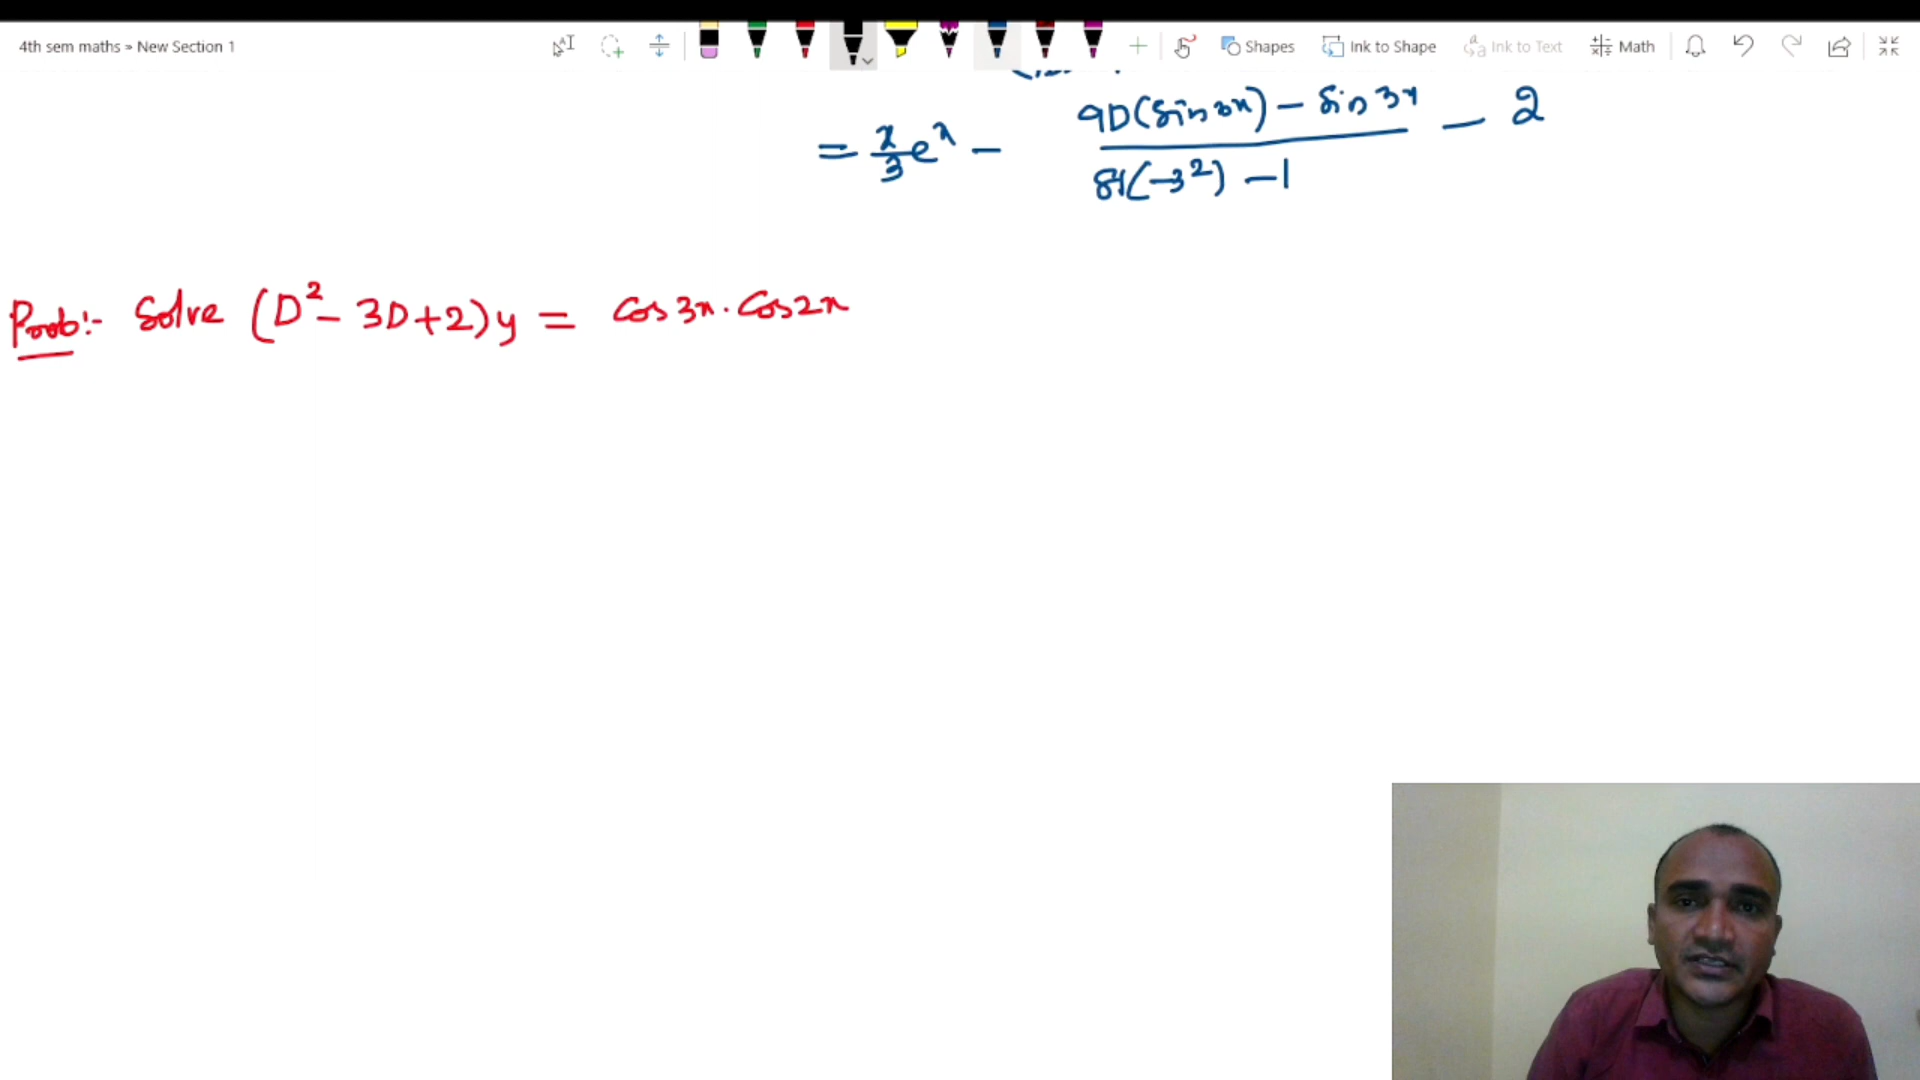 4th sem maths » New Section 1
Shapes Ink to Shape Ink to Text Math
= x/3 e^x - (9D(sin 3x) - sin 3x)/(81(-3²) - 1) - 2
Prob:- Solve (D² - 3D + 2)y = Cos 3x . Cos 2x